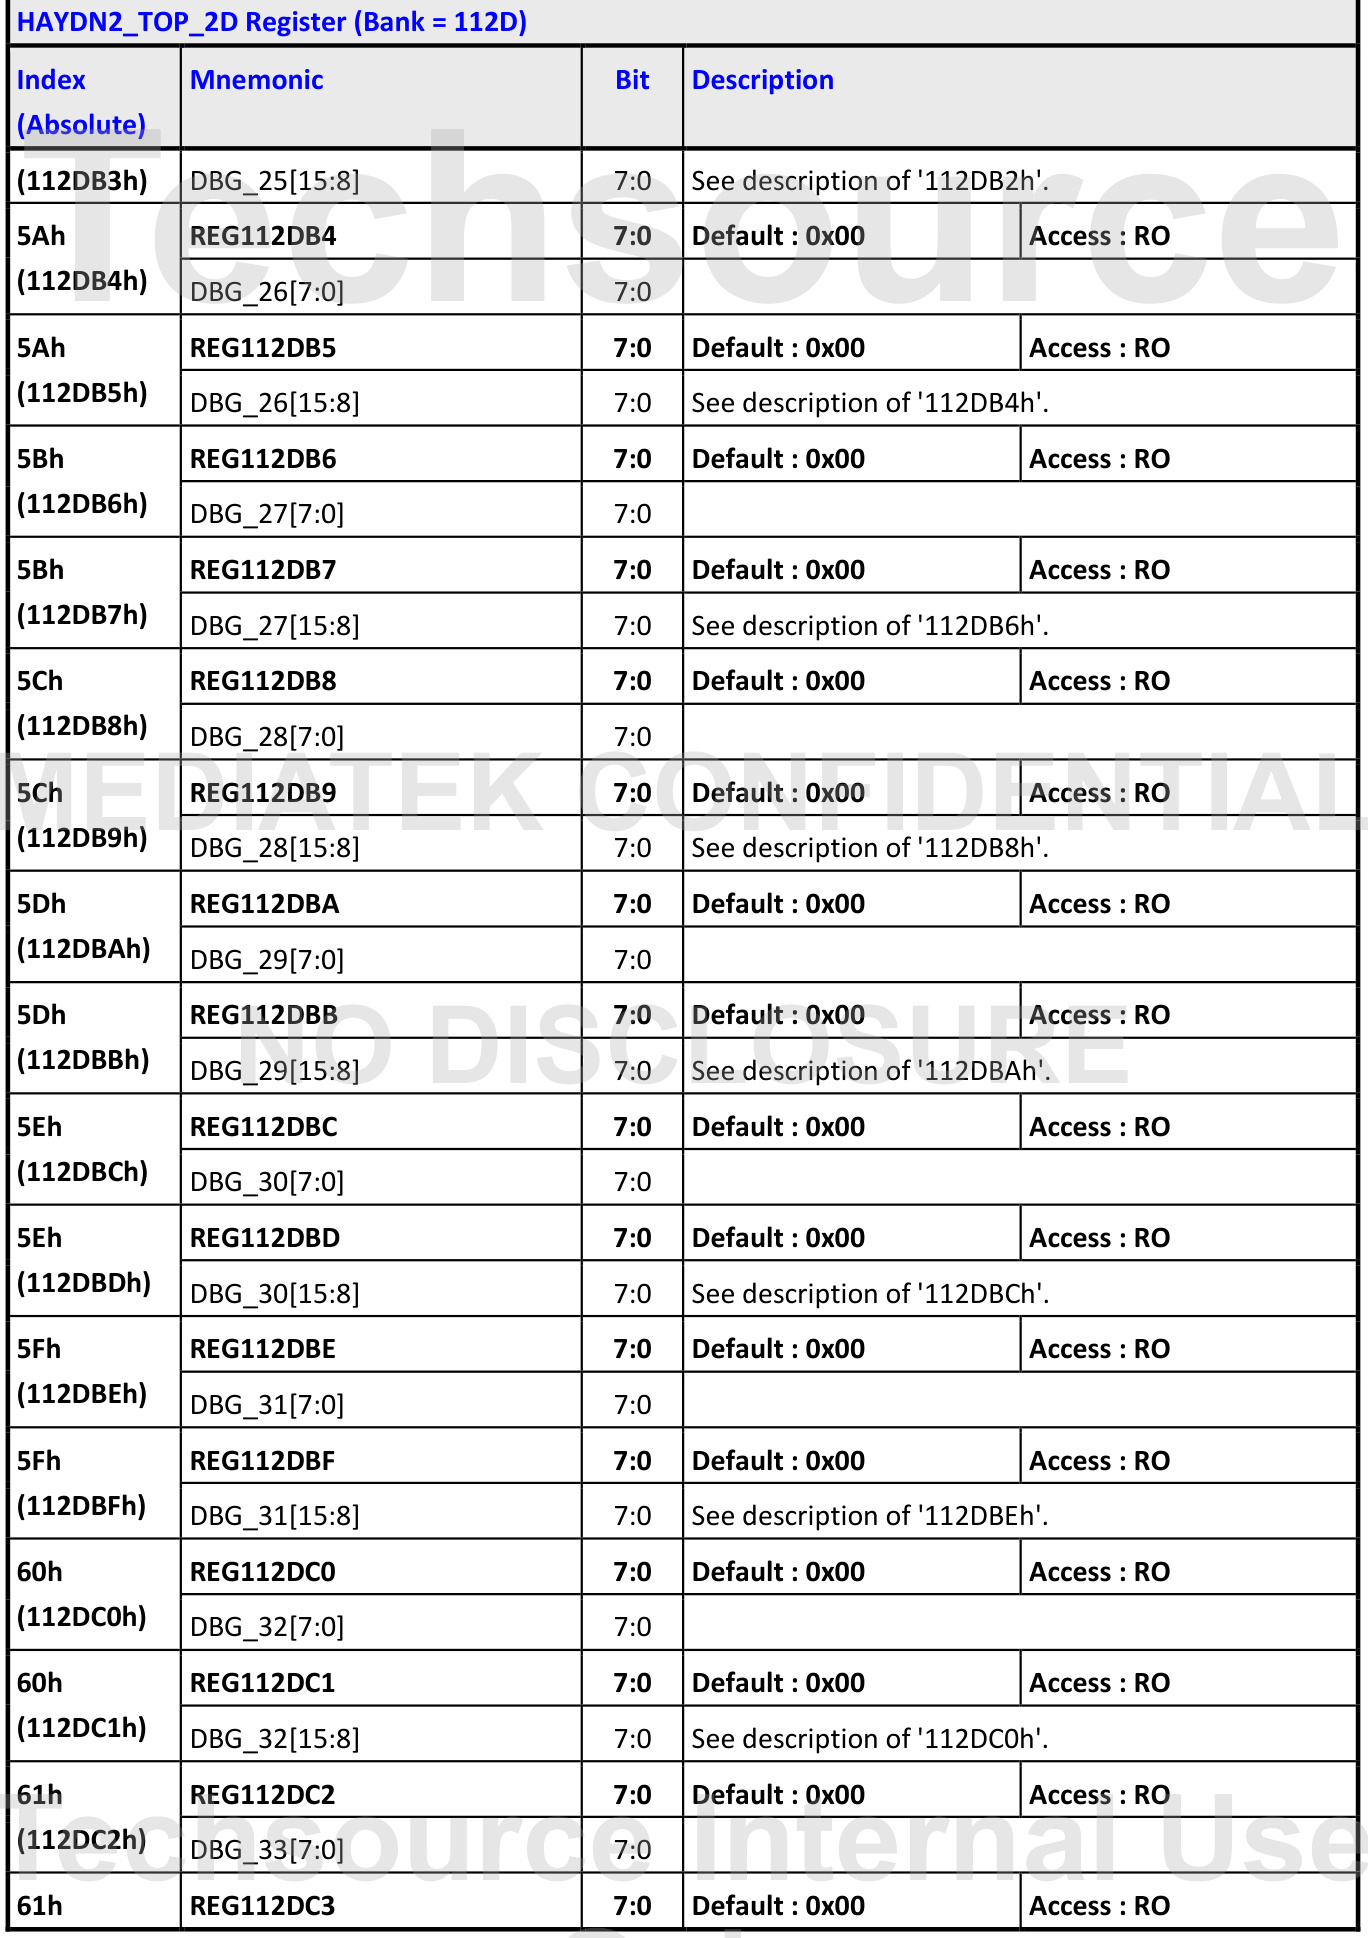 HAYDN2_TOP_2D Register (Bank = 112D)
Index (Absolute) Mnemonic Bit Description
(112DB3h) DBG_25[15:8] 7:0 See description of '112DB2h'.
5Ah REG112DB4 7:0 Default : 0x00 Access : RO
(112DB4h) DBG_26[7:0] 7:0
5Ah REG112DB5 7:0 Default : 0x00 Access : RO
(112DB5h) DBG_26[15:8] 7:0 See description of '112DB4h'.
5Bh REG112DB6 7:0 Default : 0x00 Access : RO
(112DB6h) DBG_27[7:0] 7:0
5Bh REG112DB7 7:0 Default : 0x00 Access : RO
(112DB7h) DBG_27[15:8] 7:0 See description of '112DB6h'.
5Ch REG112DB8 7:0 Default : 0x00 Access : RO
(112DB8h) DBG_28[7:0] 7:0
5Ch REG112DB9 7:0 Default : 0x00 Access : RO
(112DB9h) DBG_28[15:8] 7:0 See description of '112DB8h'.
5Dh REG112DBA 7:0 Default : 0x00 Access : RO
(112DBAh) DBG_29[7:0] 7:0
5Dh REG112DBB 7:0 Default : 0x00 Access : RO
(112DBBh) DBG_29[15:8] 7:0 See description of '112DBAh'.
5Eh REG112DBC 7:0 Default : 0x00 Access : RO
(112DBCh) DBG_30[7:0] 7:0
5Eh REG112DBD 7:0 Default : 0x00 Access : RO
(112DBDh) DBG_30[15:8] 7:0 See description of '112DBCh'.
5Fh REG112DBE 7:0 Default : 0x00 Access : RO
(112DBEh) DBG_31[7:0] 7:0
5Fh REG112DBF 7:0 Default : 0x00 Access : RO
(112DBFh) DBG_31[15:8] 7:0 See description of '112DBEh'.
60h REG112DC0 7:0 Default : 0x00 Access : RO
(112DC0h) DBG_32[7:0] 7:0
60h REG112DC1 7:0 Default : 0x00 Access : RO
(112DC1h) DBG_32[15:8] 7:0 See description of '112DC0h'.
61h REG112DC2 7:0 Default : 0x00 Access : RO
(112DC2h) DBG_33[7:0] 7:0
61h REG112DC3 7:0 Default : 0x00 Access : RO
Techsource
MEDIATEK CONFIDENTIAL
NO DISCLOSURE
Techsource Internal Use